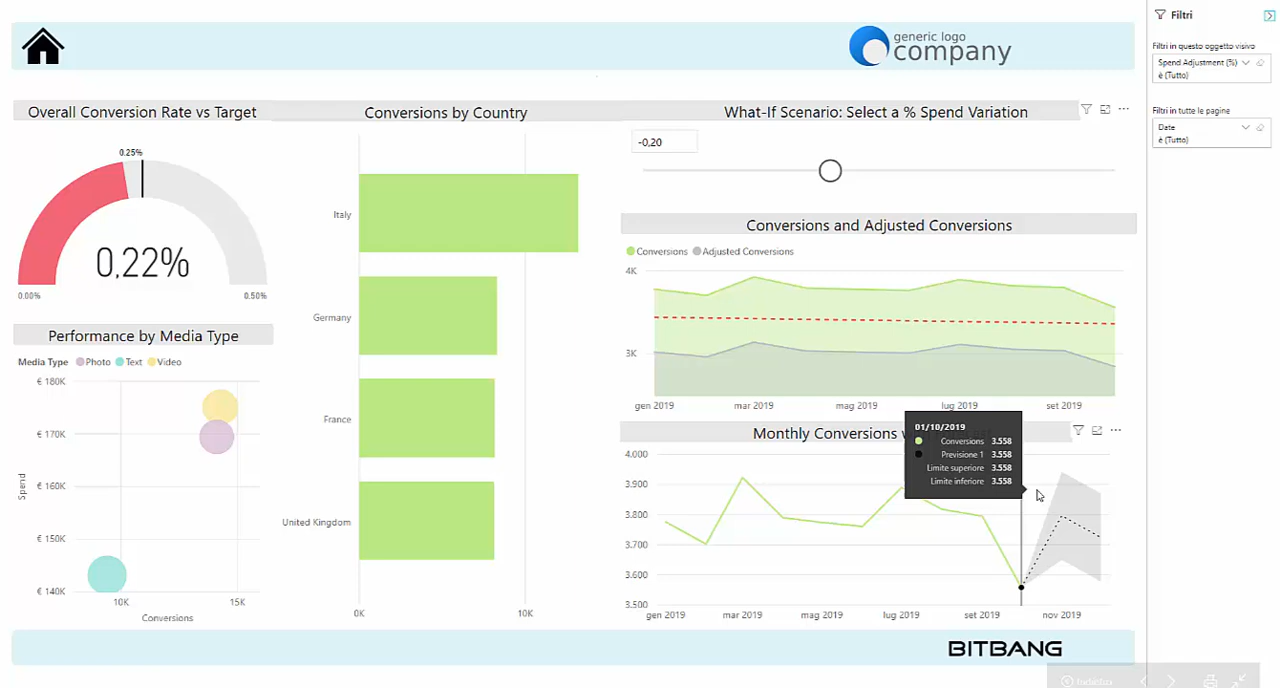 generic logo
company
Filtri
Filtri in questo oggetto visivo
Spend Adjustment (%)
è (Tutto)
Filtri in tutte le pagine
Date
è (Tutto)
Overall Conversion Rate vs Target
0.25%
0,22%
0.00%
0.50%
Performance by Media Type
Media Type Photo Text Video
€ 180K
€ 170K
€ 160K
€ 150K
€ 140K
Spend
10K 15K
Conversions
Conversions by Country
Italy
Germany
France
United Kingdom
0K 10K
What-If Scenario: Select a % Spend Variation
-0,20
Conversions and Adjusted Conversions
Conversions Adjusted Conversions
4K
3K
gen 2019 mar 2019 mag 2019 lug 2019 set 2019
Monthly Conversions
01/10/2019
Conversions 3.558
Previsione 1 3.558
Limite superiore 3.558
Limite inferiore 3.558
4.000
3.900
3.800
3.700
3.600
3.500
gen 2019 mar 2019 mag 2019 lug 2019 set 2019 nov 2019
BITBANG
Indietro